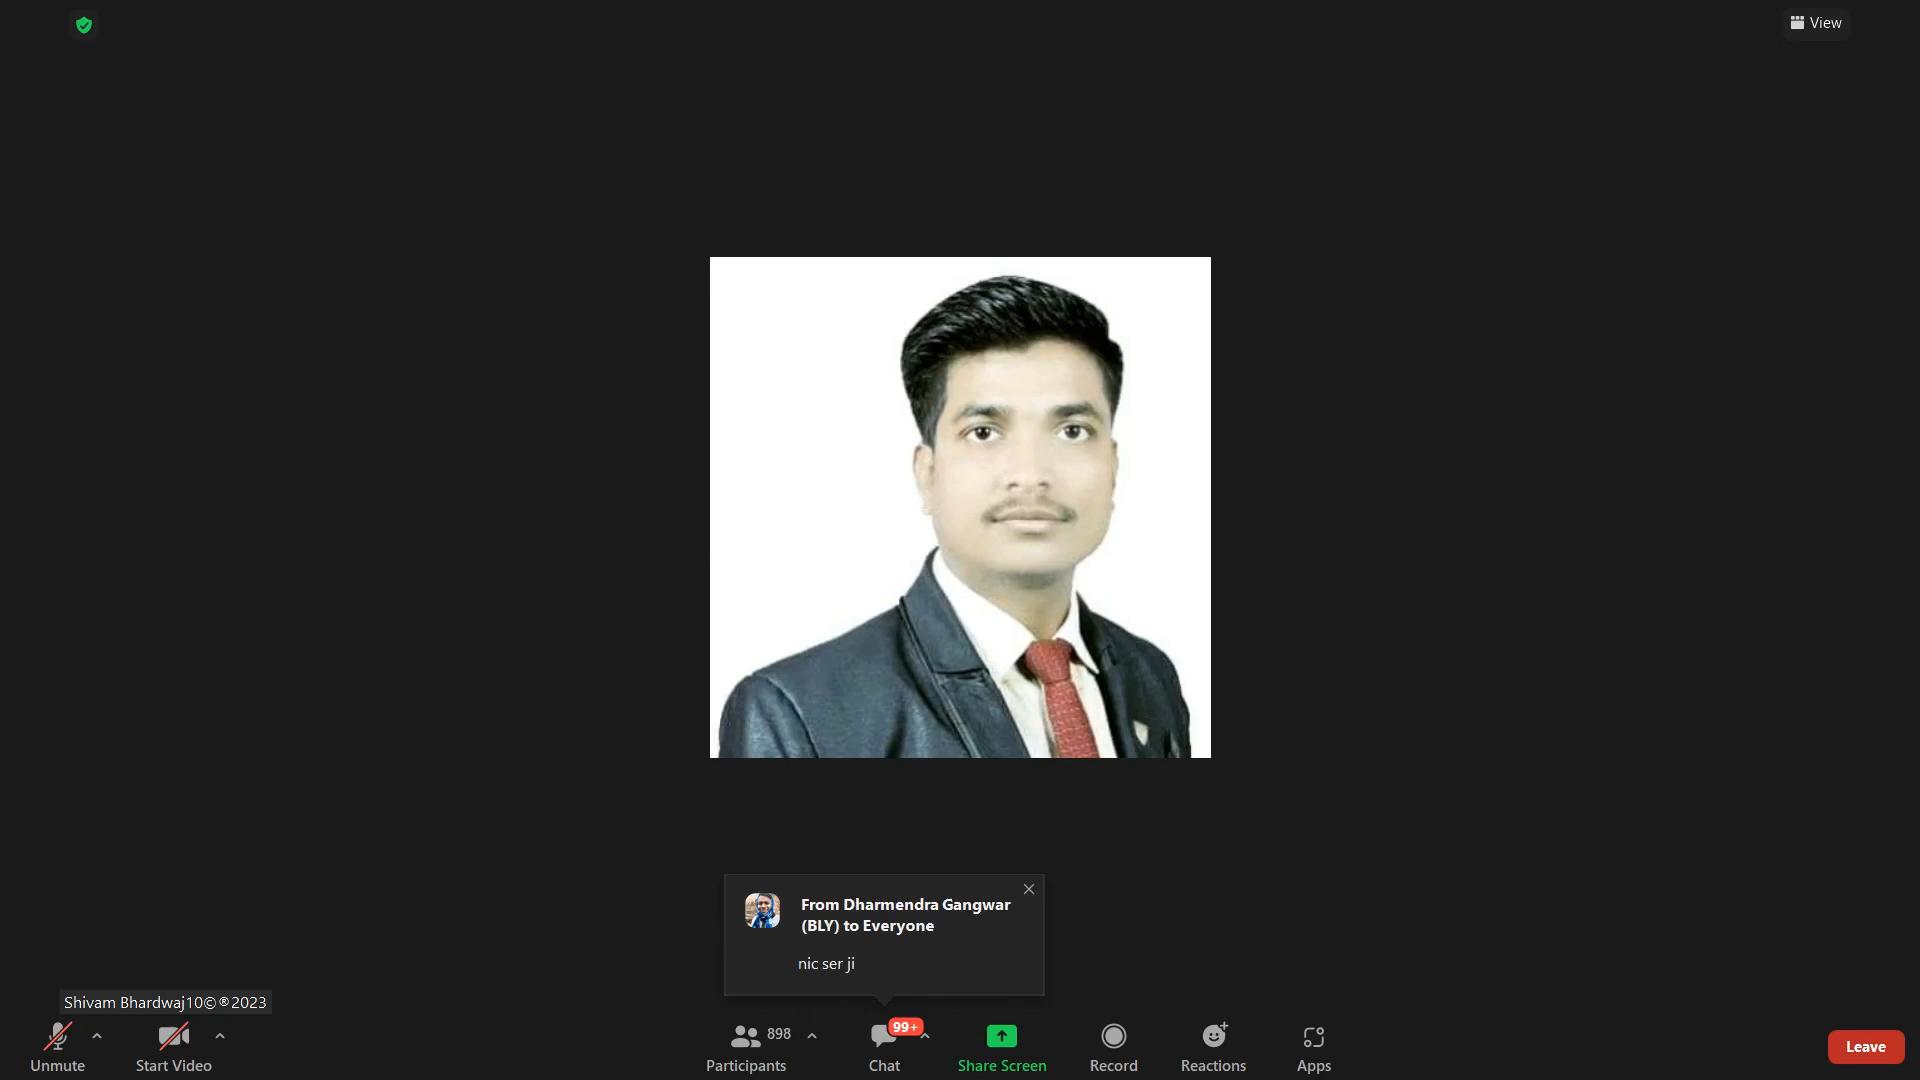 View
From Dharmendra Gangwar
(BLY) to Everyone
nic ser ji
Shivam Bhardwaj10©®2023
Unmute
Start Video
898
Participants
99+
Chat
Share Screen
Record
Reactions
Apps
Leave